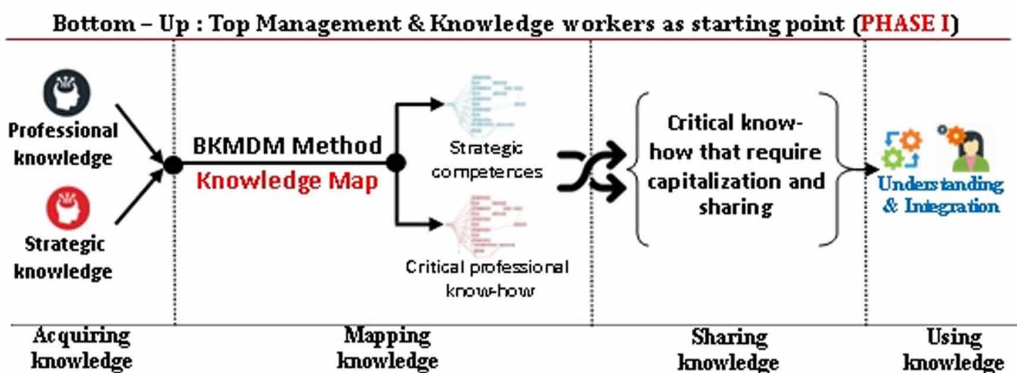 Bottom – Up : Top Management & Knowledge workers as starting point (PHASE I)
Professional
knowledge
Strategic
knowledge
BKMDM Method
Knowledge Map
Strategic
competences
Critical professional
know-how
Critical know-
how that require
capitalization and
sharing
Understanding
& Integration
Acquiring
knowledge
Mapping
knowledge
Sharing
knowledge
Using
knowledge